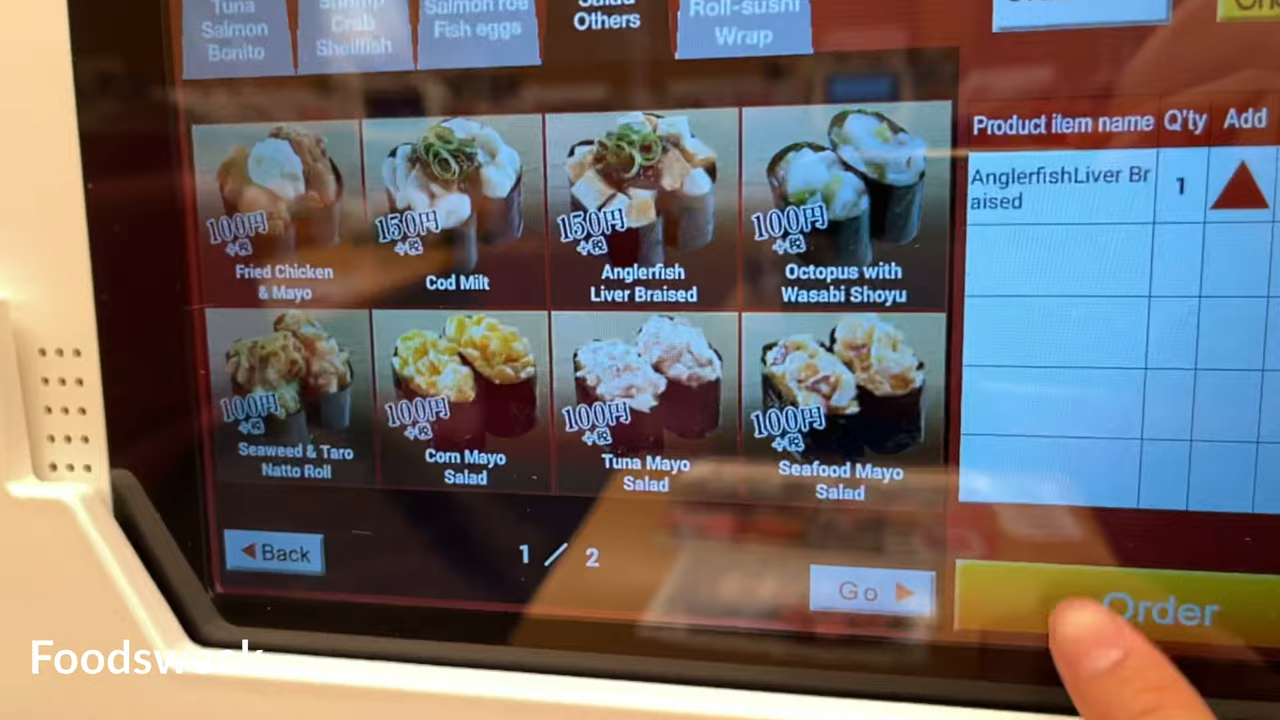 Tuna
Salmon
Bonito
Shrimp
Crab
Shellfish
Salmon roe
Fish eggs
Salad
Others
Roll-sushi
Wrap
Product item name
Q'ty
Add
AnglerfishLiver Br
aised
1
100円
+税
Fried Chicken
& Mayo
150円
+税
Cod Milt
150円
+税
Anglerfish
Liver Braised
100円
+税
Octopus with
Wasabi Shoyu
100円
+税
Seaweed & Taro
Natto Roll
100円
+税
Corn Mayo
Salad
100円
+税
Tuna Mayo
Salad
100円
+税
Seafood Mayo
Salad
Back
1 / 2
Go
Order